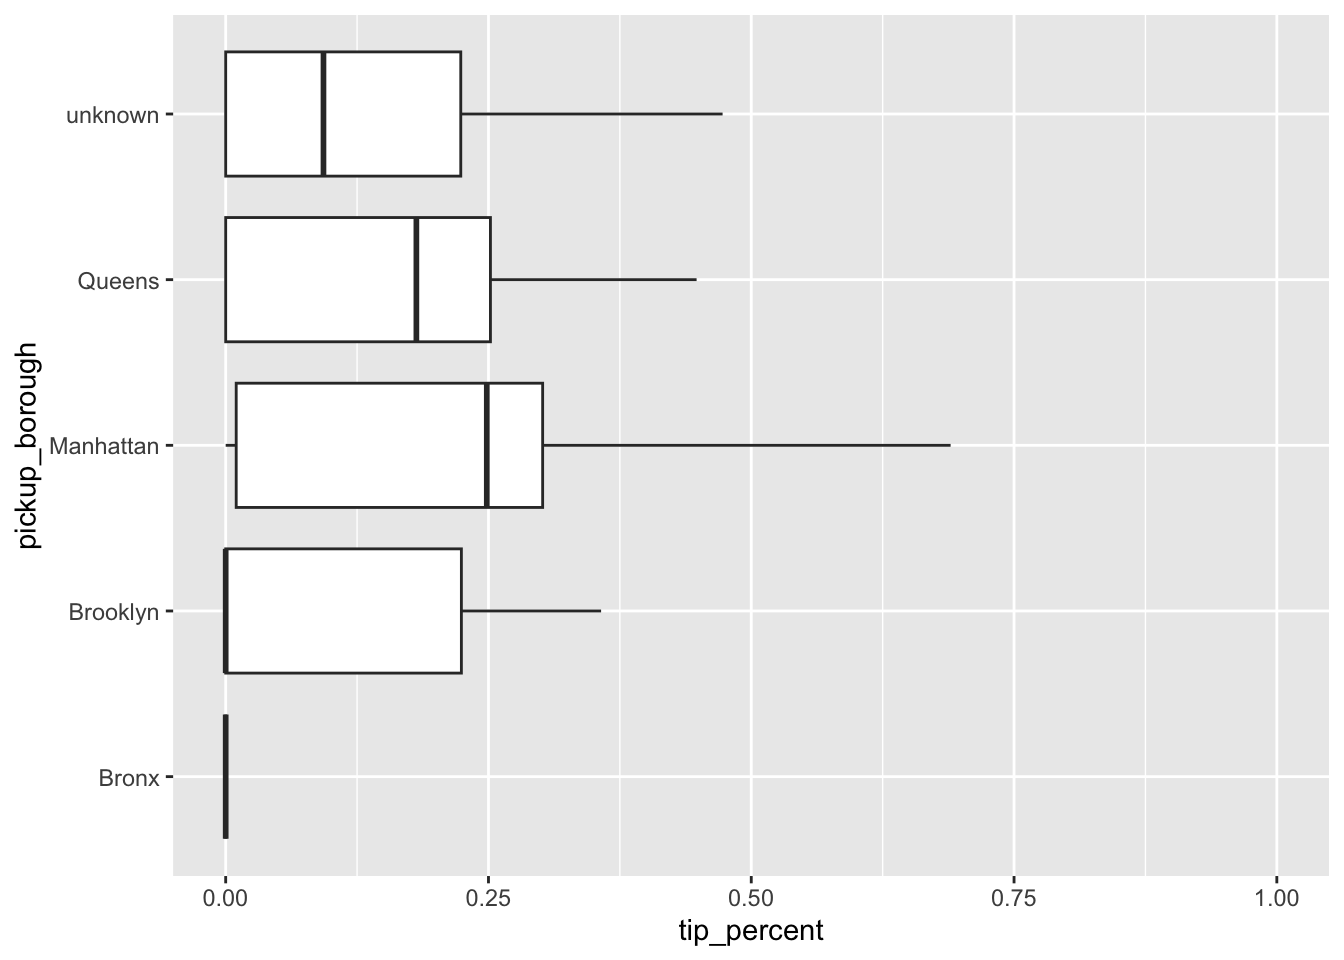 unknown
Queens
Manhattan
Brooklyn
Bronx
pickup_borough
0.00 0.25 0.50 0.75 1.00
tip_percent